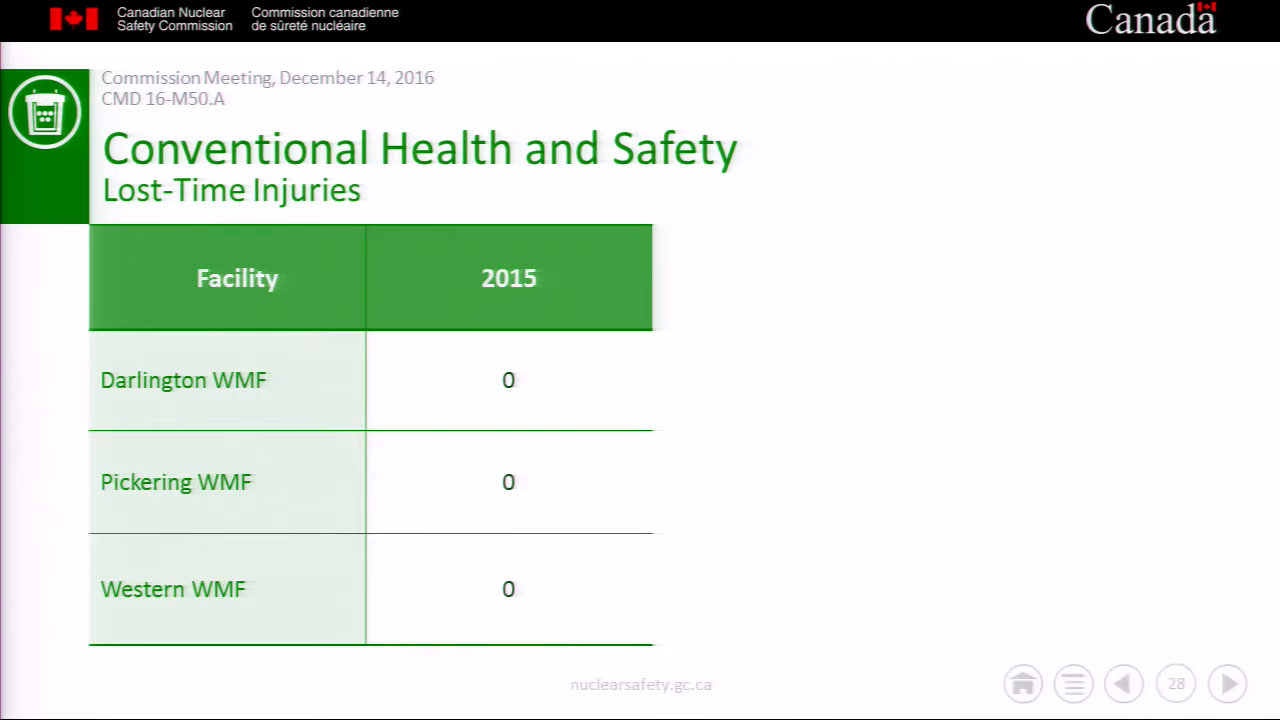 Canadian Nuclear Safety Commission
Commission canadienne de sûreté nucléaire
Canada
Commission Meeting, December 14, 2016
CMD 16-M50.A
Conventional Health and Safety
Lost-Time Injuries
Facility 2015
Darlington WMF 0
Pickering WMF 0
Western WMF 0
nuclearsafety.gc.ca
28